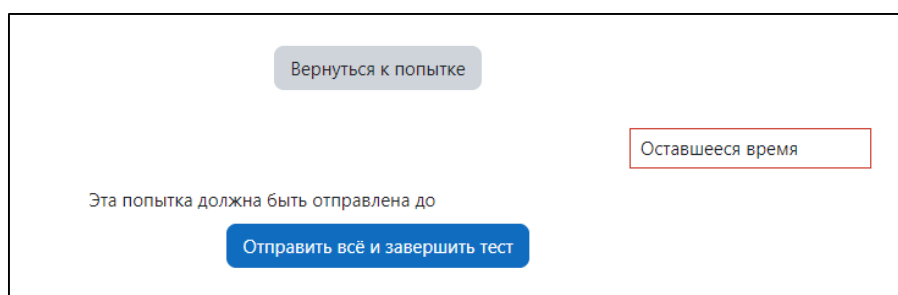 Вернуться к попытке
Оставшееся время
Эта попытка должна быть отправлена до
Отправить всё и завершить тест